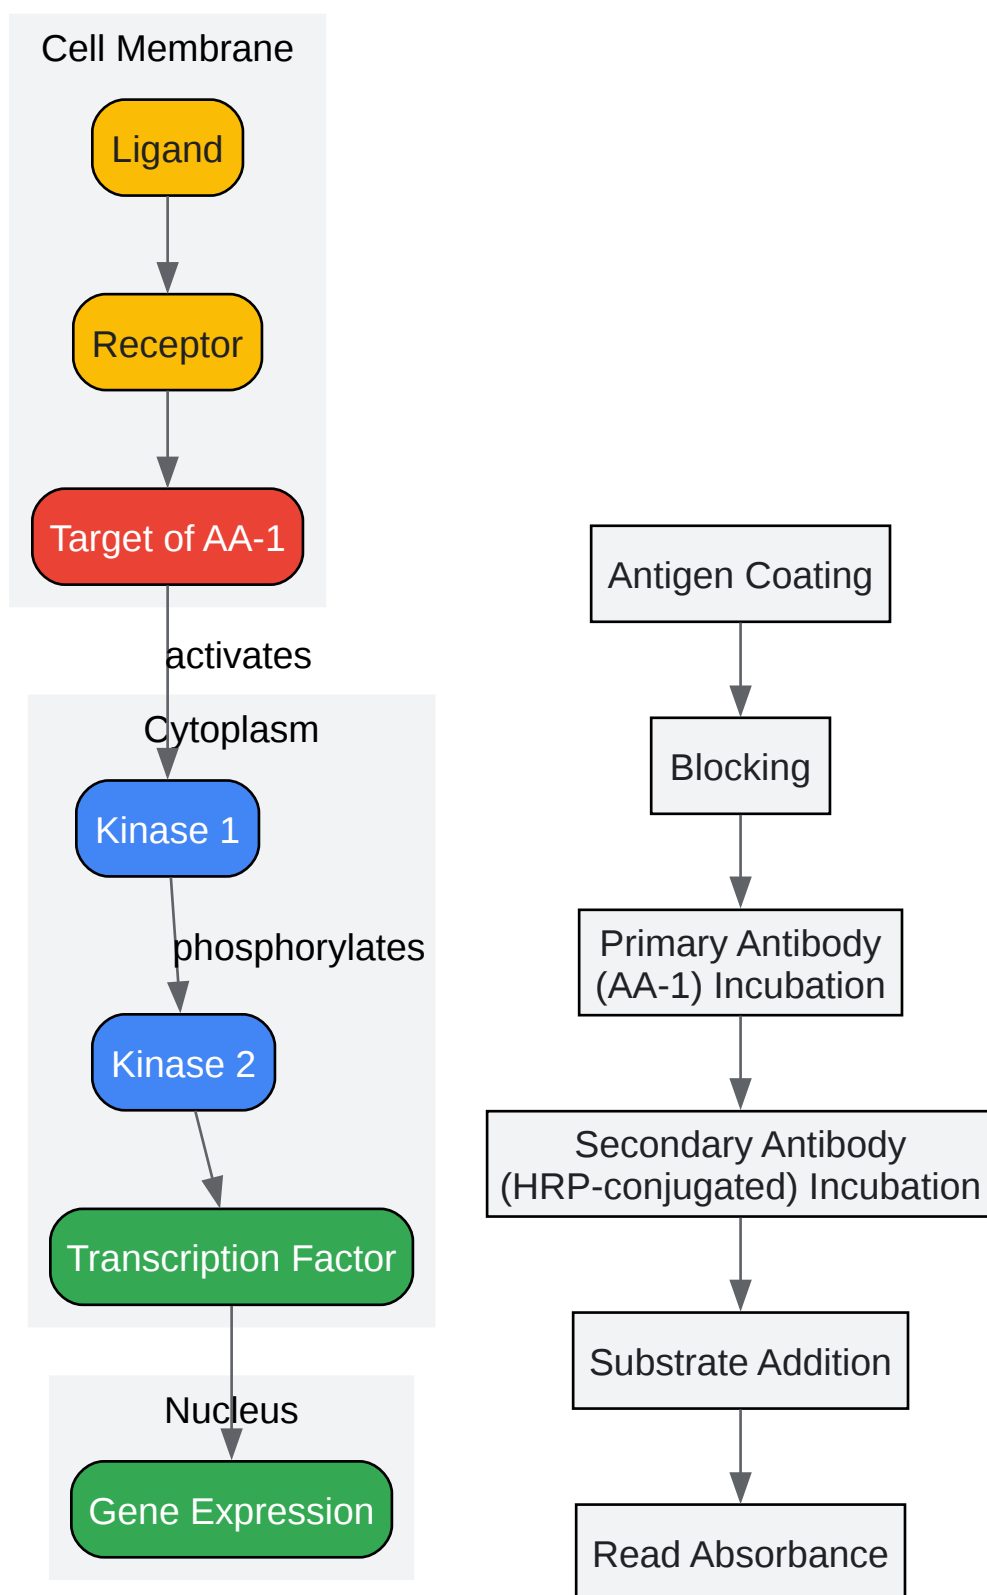 Cell Membrane
Ligand
Receptor
Target of AA-1
activates
Cytoplasm
Kinase 1
phosphorylates
Kinase 2
Transcription Factor
Nucleus
Gene Expression
Antigen Coating
Blocking
Primary Antibody
(AA-1) Incubation
Secondary Antibody
(HRP-conjugated) Incubation
Substrate Addition
Read Absorbance